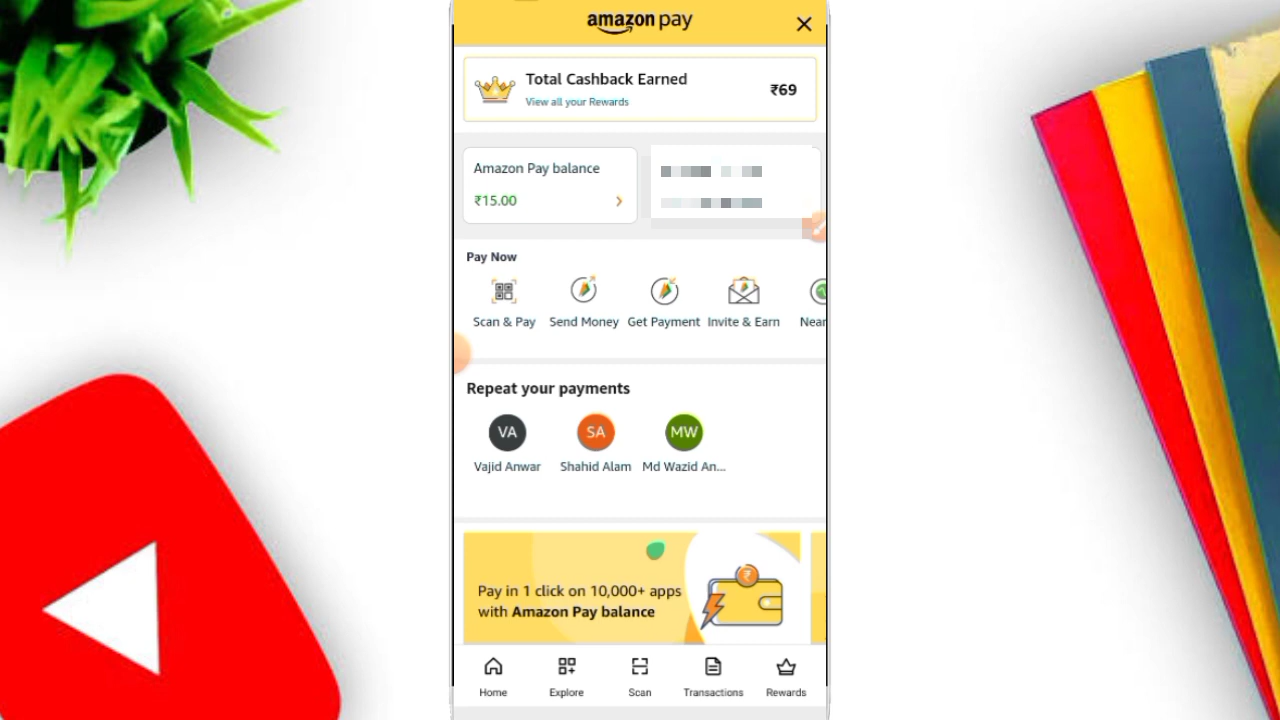 amazon pay
Total Cashback Earned
₹69
View all your Rewards
Amazon Pay balance
₹15.00
Pay Now
Scan & Pay
Send Money
Get Payment
Invite & Earn
Near
Repeat your payments
VA
SA
MW
Vajid Anwar
Shahid Alam
Md Wazid An...
Pay in 1 click on 10,000+ apps
with Amazon Pay balance
Home
Explore
Scan
Transactions
Rewards